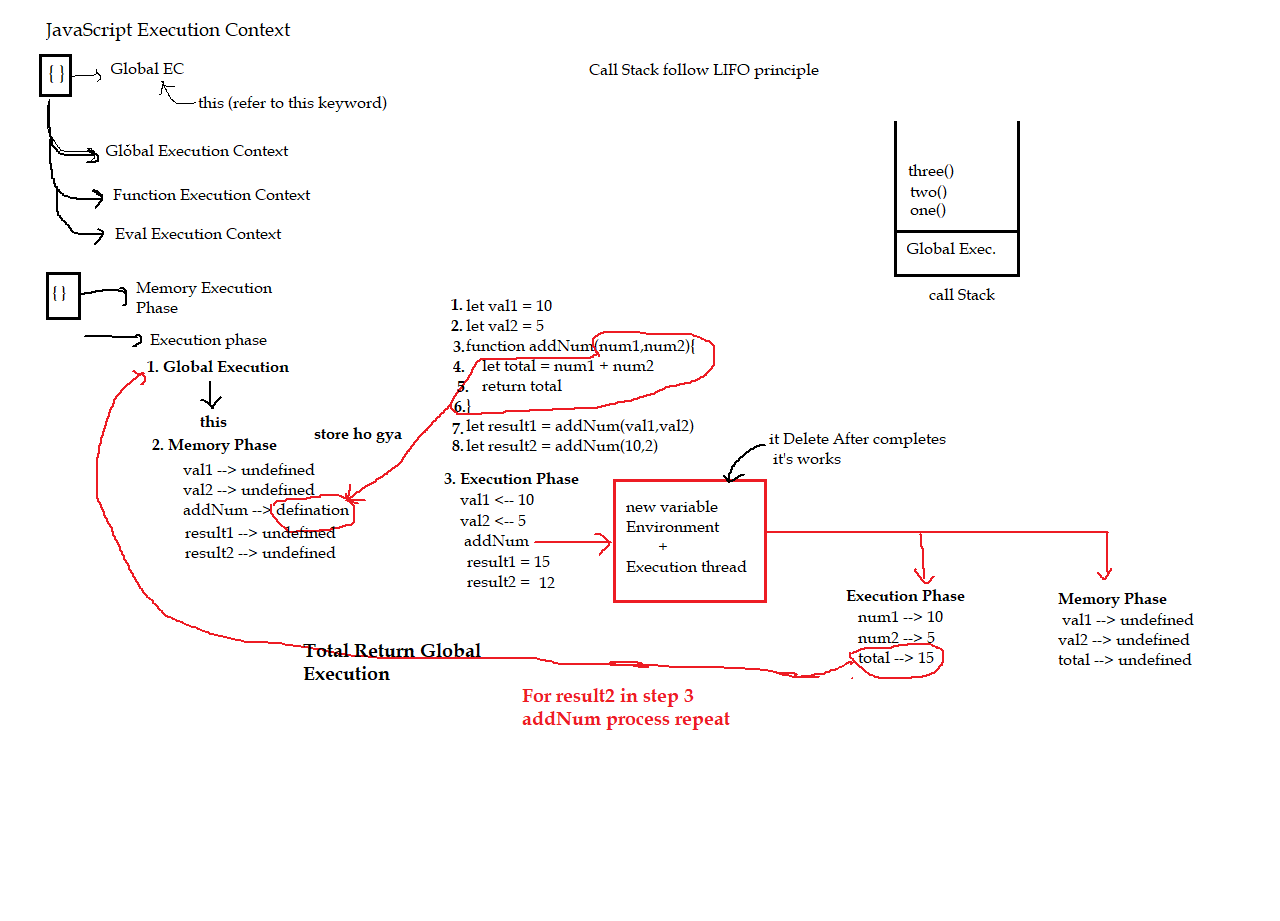 JavaScript Execution Context
{ }
Global EC
this (refer to this keyword)
Glóbal Execution Context
Function Execution Context
Eval Execution Context
Call Stack follow LIFO principle
three()
two()
one()
Global Exec.
call Stack
{ }
Memory Execution
Phase
Execution phase
1. Global Execution
this
2. Memory Phase
val1 --> undefined
val2 --> undefined
addNum --> defination
result1 --> undefined
result2 --> undefined
store ho gya
1. let val1 = 10
2. let val2 = 5
3. function addNum(num1,num2){
4. let total = num1 + num2
5. return total
6. }
7. let result1 = addNum(val1,val2)
8. let result2 = addNum(10,2)
3. Execution Phase
val1 <-- 10
val2 <-- 5
addNum
result1 = 15
result2 = 12
it Delete After completes
it's works
new variable
Environment
+
Execution thread
Execution Phase
num1 --> 10
num2 --> 5
total --> 15
Memory Phase
val1 --> undefined
val2 --> undefined
total --> undefined
Total Return Global
Execution
For result2 in step 3
addNum process repeat